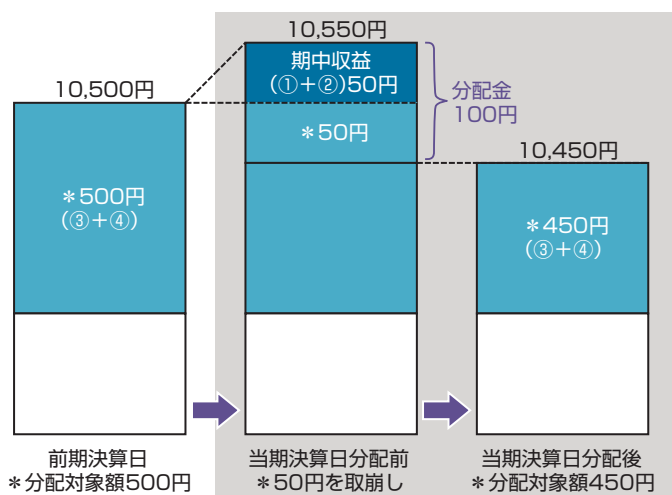 10,500円
＊500円
(③＋④)
前期決算日
＊分配対象額500円
10,550円
期中収益
(①＋②)50円
＊50円
分配金
100円
当期決算日分配前
＊50円を取崩し
10,450円
＊450円
(③＋④)
当期決算日分配後
＊分配対象額450円